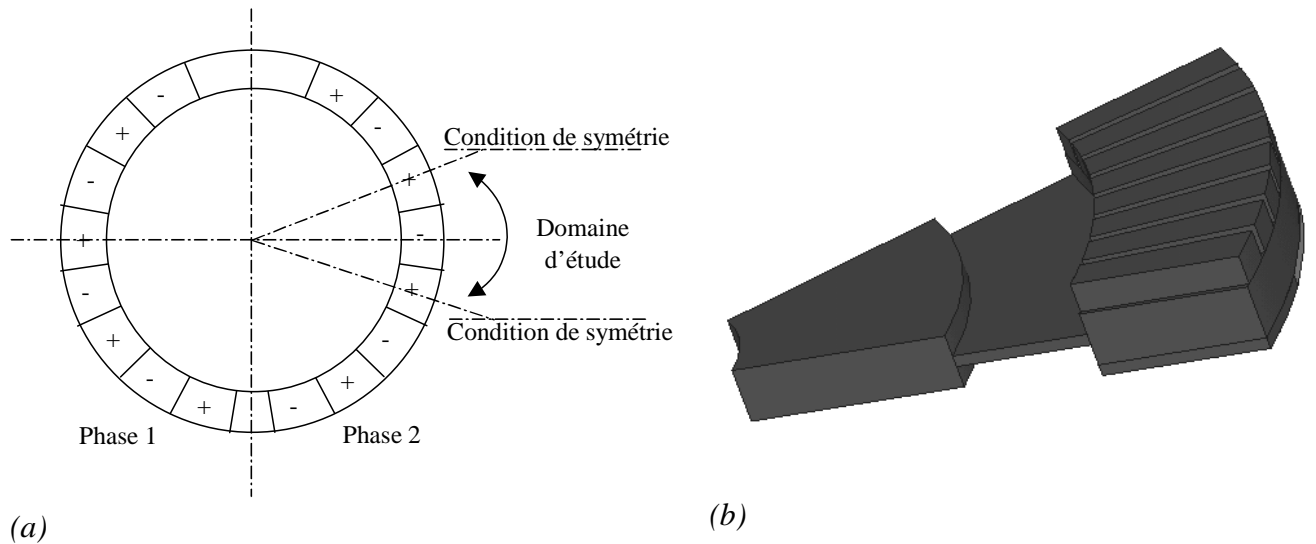 - + - + - + - + -
+
+
-
+
-
+
-
+
-
Condition de symétrie
Domaine
d’étude
Condition de symétrie
Phase 1
Phase 2
(a)
(b)